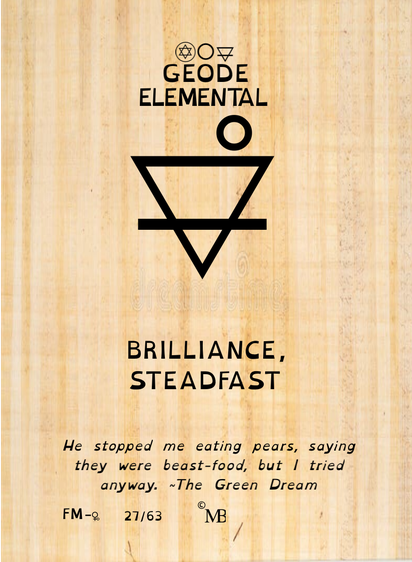 GEODE
ELEMENTAL
BRILLIANCE,
STEADFAST
He stopped me eating pears, saying
they were beast-food, but I tried
anyway. ~The Green Dream
FM-♀ 27/63 © MB